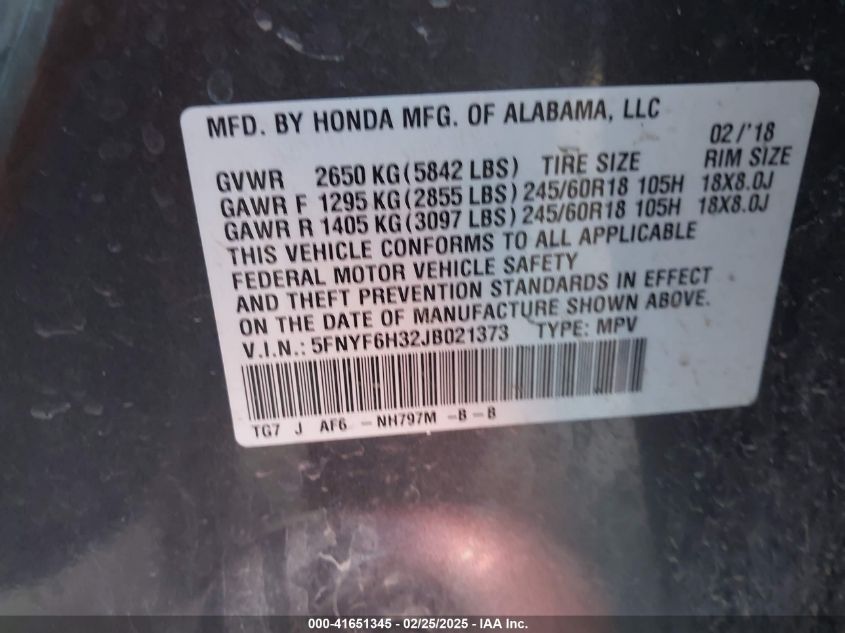 MFD. BY HONDA MFG. OF ALABAMA, LLC
02/'18
GVWR 2650 KG(5842 LBS) TIRE SIZE RIM SIZE
GAWR F 1295 KG(2855 LBS) 245/60R18 105H 18X8.0J
GAWR R 1405 KG(3097 LBS) 245/60R18 105H 18X8.0J
THIS VEHICLE CONFORMS TO ALL APPLICABLE
FEDERAL MOTOR VEHICLE SAFETY
AND THEFT PREVENTION STANDARDS IN EFFECT
ON THE DATE OF MANUFACTURE SHOWN ABOVE.
V.I.N.: 5FNYF6H32JB021373 TYPE: MPV
TG7 J AF6 -NH797M -B-B
000-41651345 - 02/25/2025 - IAA Inc.